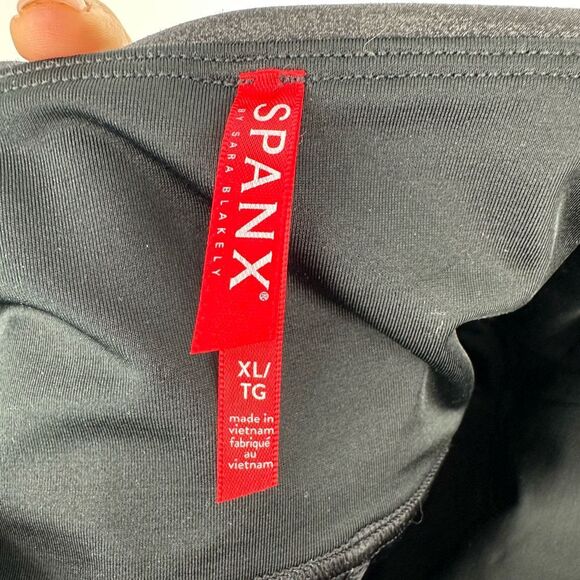 SPANX®
BY SARA BLAKELY
XL/
TG
made in
vietnam
fabriqué
au
vietnam